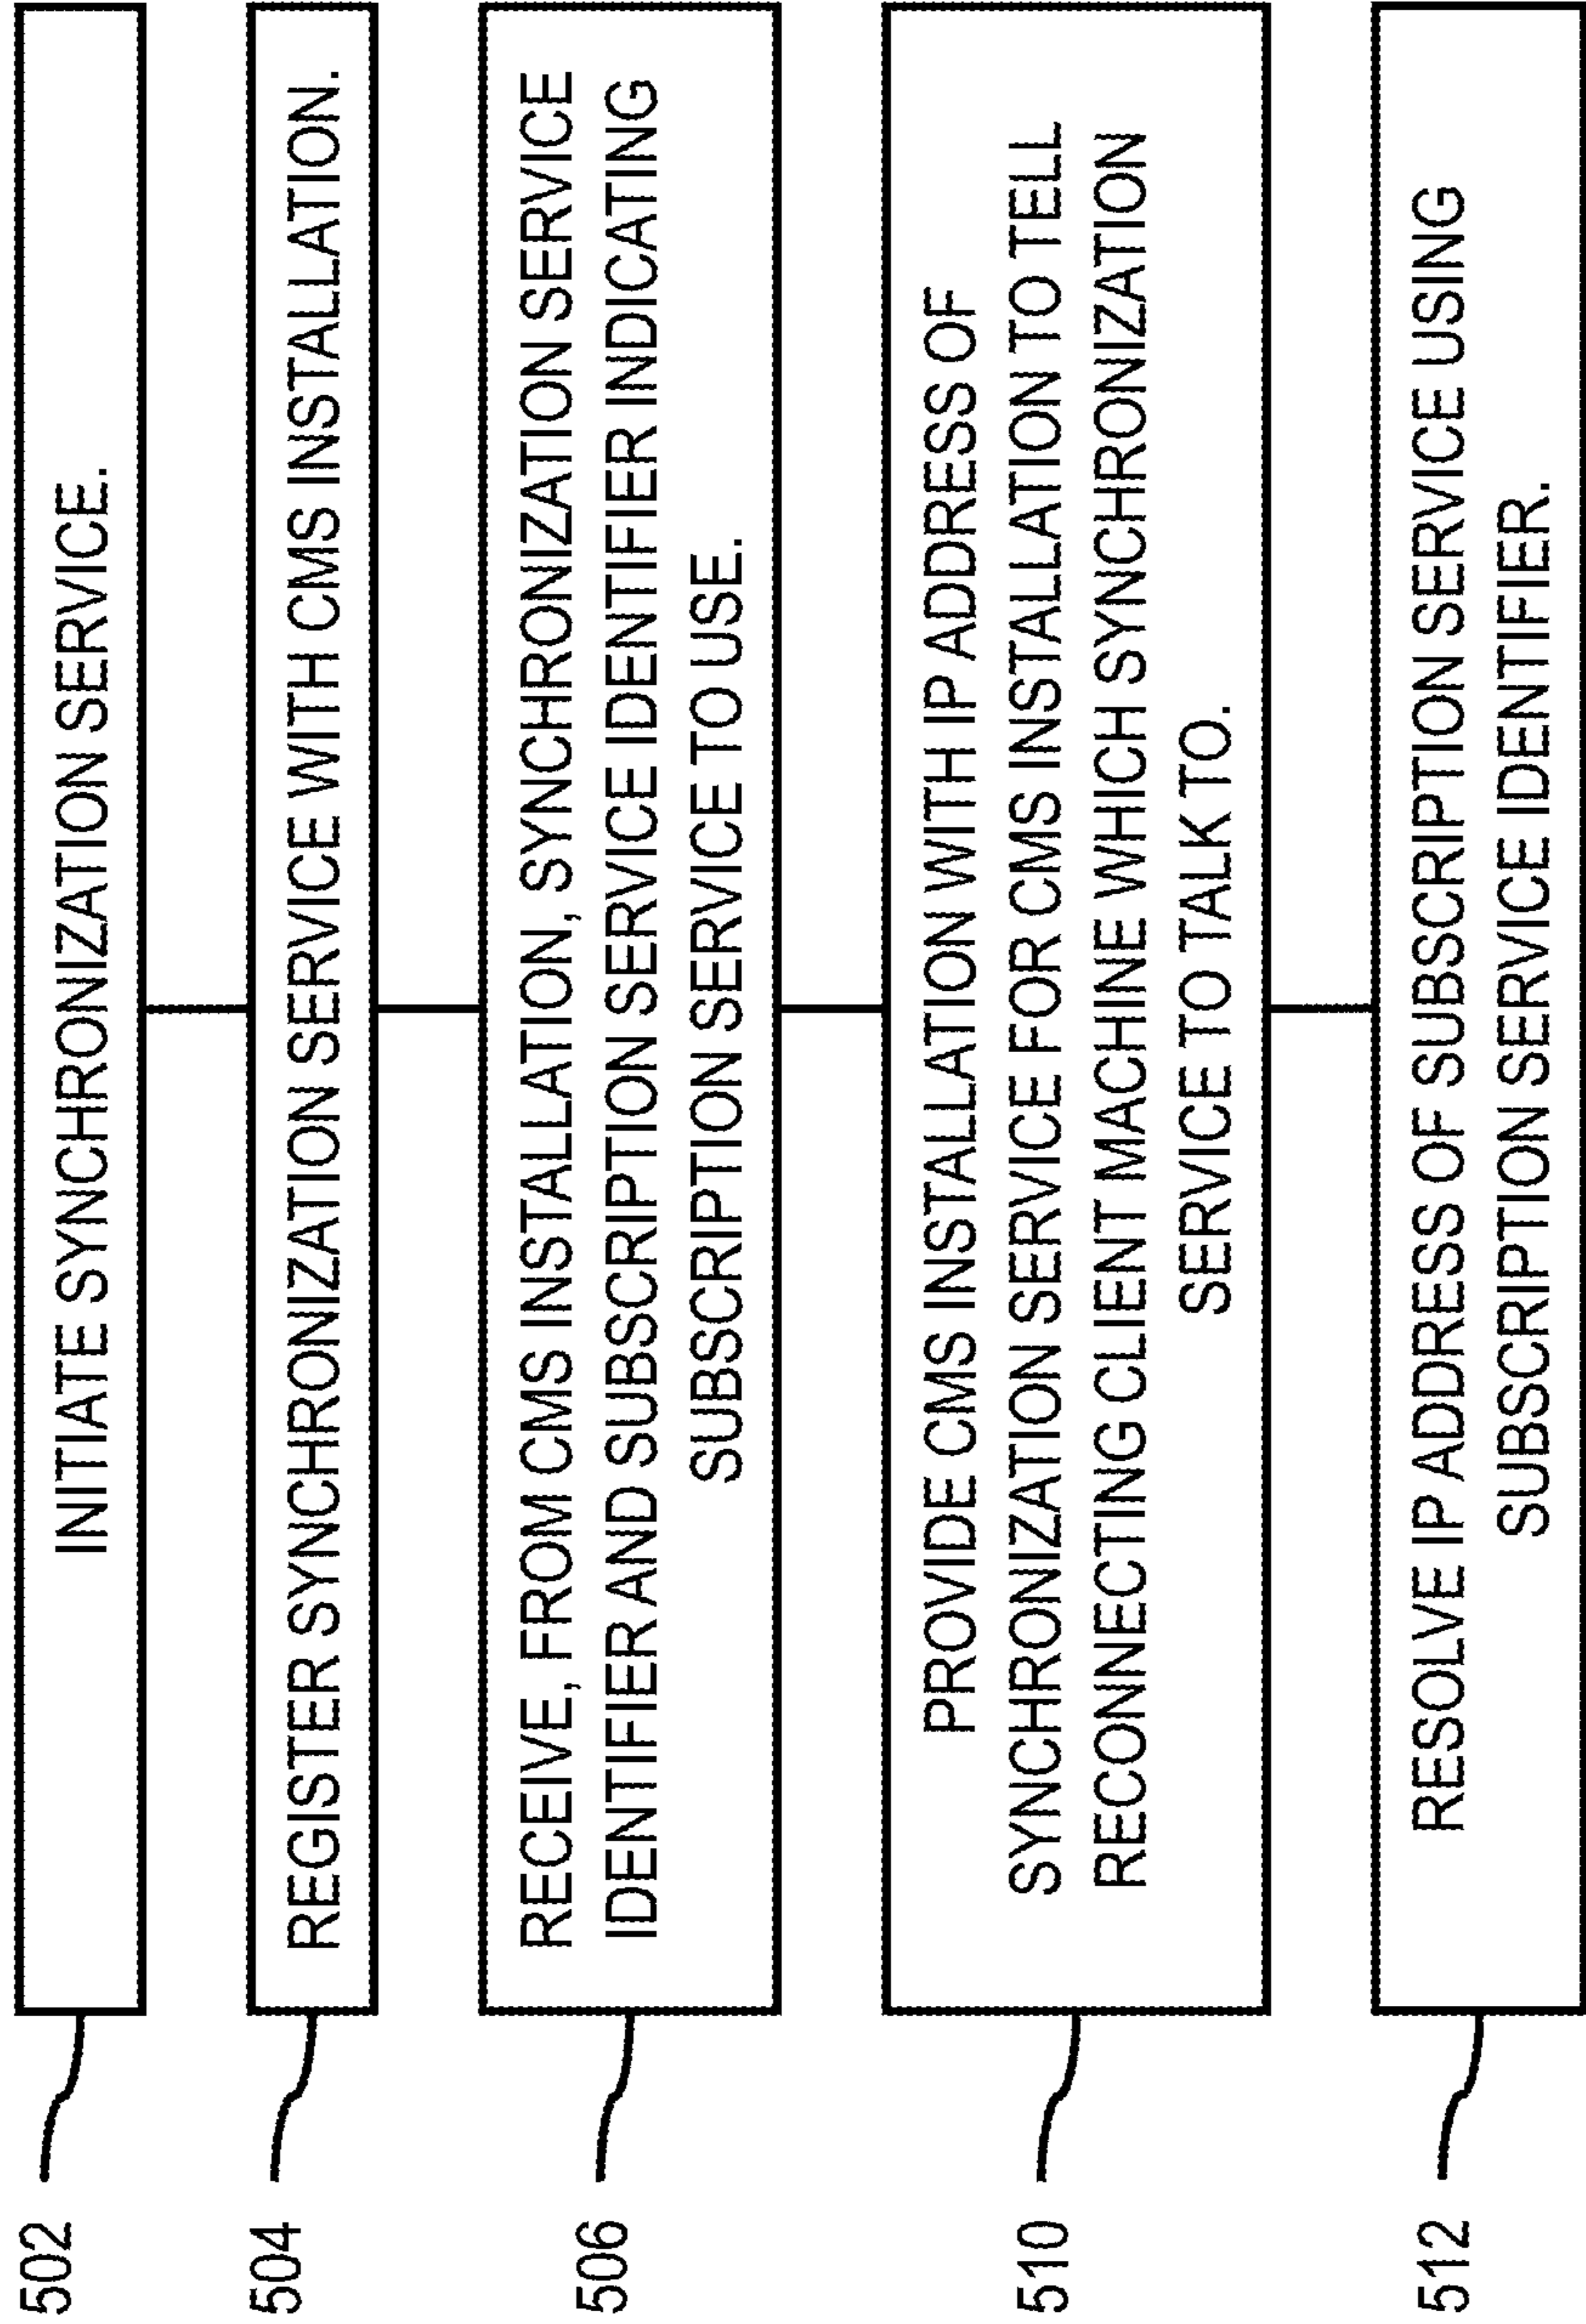 502
INITIATE SYNCHRONIZATION SERVICE.
504
REGISTER SYNCHRONIZATION SERVICE WITH CMS INSTALLATION.
506
RECEIVE, FROM CMS INSTALLATION, SYNCHRONIZATION SERVICE
IDENTIFIER AND SUBSCRIPTION SERVICE IDENTIFIER INDICATING
SUBSCRIPTION SERVICE TO USE.
510
PROVIDE CMS INSTALLATION WITH IP ADDRESS OF
SYNCHRONIZATION SERVICE FOR CMS INSTALLATION TO TELL
RECONNECTING CLIENT MACHINE WHICH SYNCHRONIZATION
SERVICE TO TALK TO.
512
RESOLVE IP ADDRESS OF SUBSCRIPTION SERVICE USING
SUBSCRIPTION SERVICE IDENTIFIER.